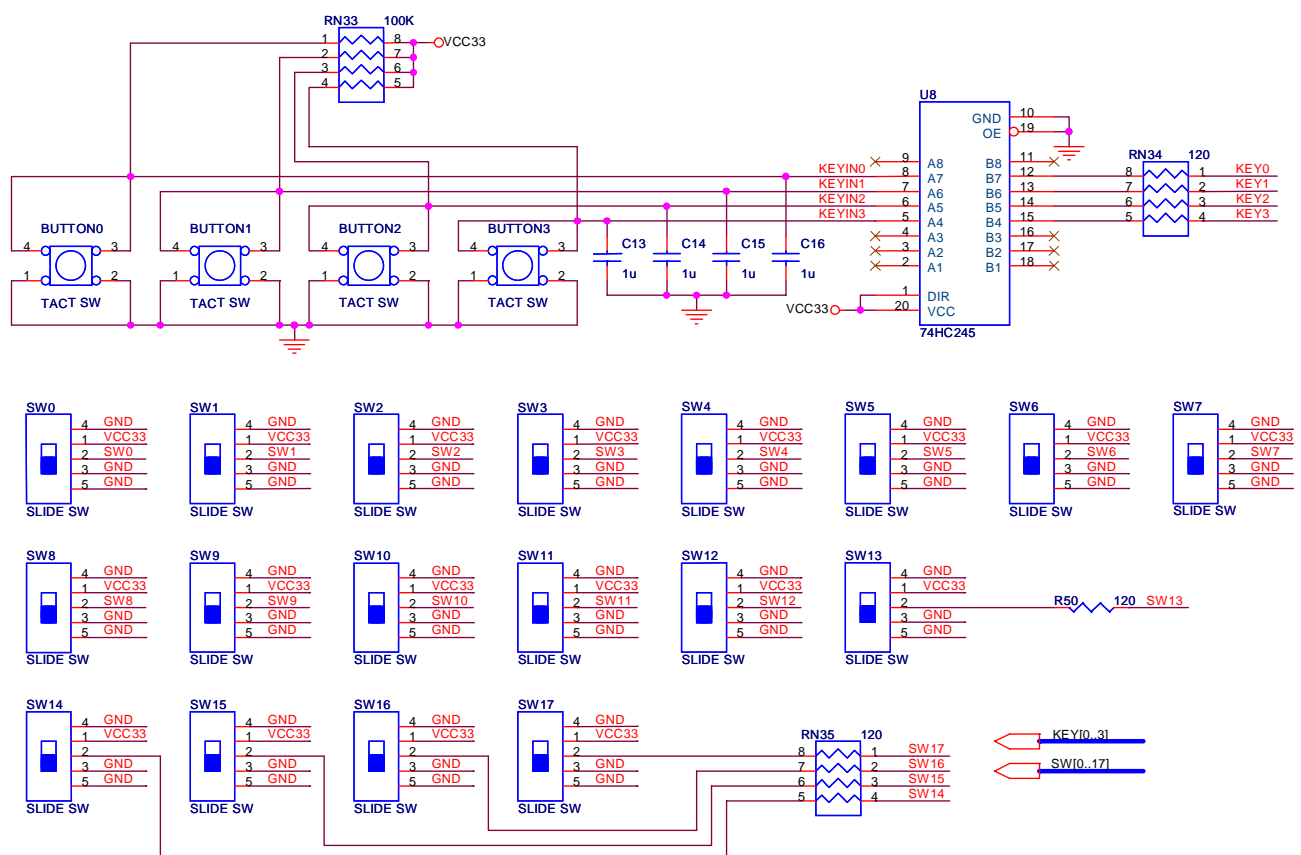 RN33 100K
1 8 VCC33
2 7
3 6
4 5
U8
GND 10
OE 19
9 A8 B8 11
KEYIN0 8 A7 B7 12
KEYIN1 7 A6 B6 13
KEYIN2 6 A5 B5 14
KEYIN3 5 A4 B4 15
4 A3 B3 16
3 A2 B2 17
2 A1 B1 18
1 DIR
VCC33 20 VCC
74HC245
RN34 120
8 1 KEY0
7 2 KEY1
6 3 KEY2
5 4 KEY3
BUTTON0 BUTTON1 BUTTON2 BUTTON3
4 3 4 3 4 3 4 3
1 2 1 2 1 2 1 2
TACT SW TACT SW TACT SW TACT SW
C13 C14 C15 C16
1u 1u 1u 1u
SW0 SW1 SW2 SW3 SW4 SW5 SW6 SW7
4 GND 4 GND 4 GND 4 GND 4 GND 4 GND 4 GND 4 GND
1 VCC33 1 VCC33 1 VCC33 1 VCC33 1 VCC33 1 VCC33 1 VCC33 1 VCC33
2 SW0 2 SW1 2 SW2 2 SW3 2 SW4 2 SW5 2 SW6 2 SW7
3 GND 3 GND 3 GND 3 GND 3 GND 3 GND 3 GND 3 GND
5 GND 5 GND 5 GND 5 GND 5 GND 5 GND 5 GND 5 GND
SLIDE SW SLIDE SW SLIDE SW SLIDE SW SLIDE SW SLIDE SW SLIDE SW SLIDE SW
SW8 SW9 SW10 SW11 SW12 SW13
4 GND 4 GND 4 GND 4 GND 4 GND 4 GND
1 VCC33 1 VCC33 1 VCC33 1 VCC33 1 VCC33 1 VCC33
2 SW8 2 SW9 2 SW10 2 SW11 2 SW12 2 R50 120 SW13
3 GND 3 GND 3 GND 3 GND 3 GND 3 GND
5 GND 5 GND 5 GND 5 GND 5 GND 5 GND
SLIDE SW SLIDE SW SLIDE SW SLIDE SW SLIDE SW SLIDE SW
SW14 SW15 SW16 SW17
4 GND 4 GND 4 GND 4 GND
1 VCC33 1 VCC33 1 VCC33 1 VCC33
2 2 2 2
3 GND 3 GND 3 GND 3 GND
5 GND 5 GND 5 GND 5 GND
SLIDE SW SLIDE SW SLIDE SW SLIDE SW
RN35 120
8 1 SW17
7 2 SW16
6 3 SW15
5 4 SW14
KEY[0..3]
SW[0..17]